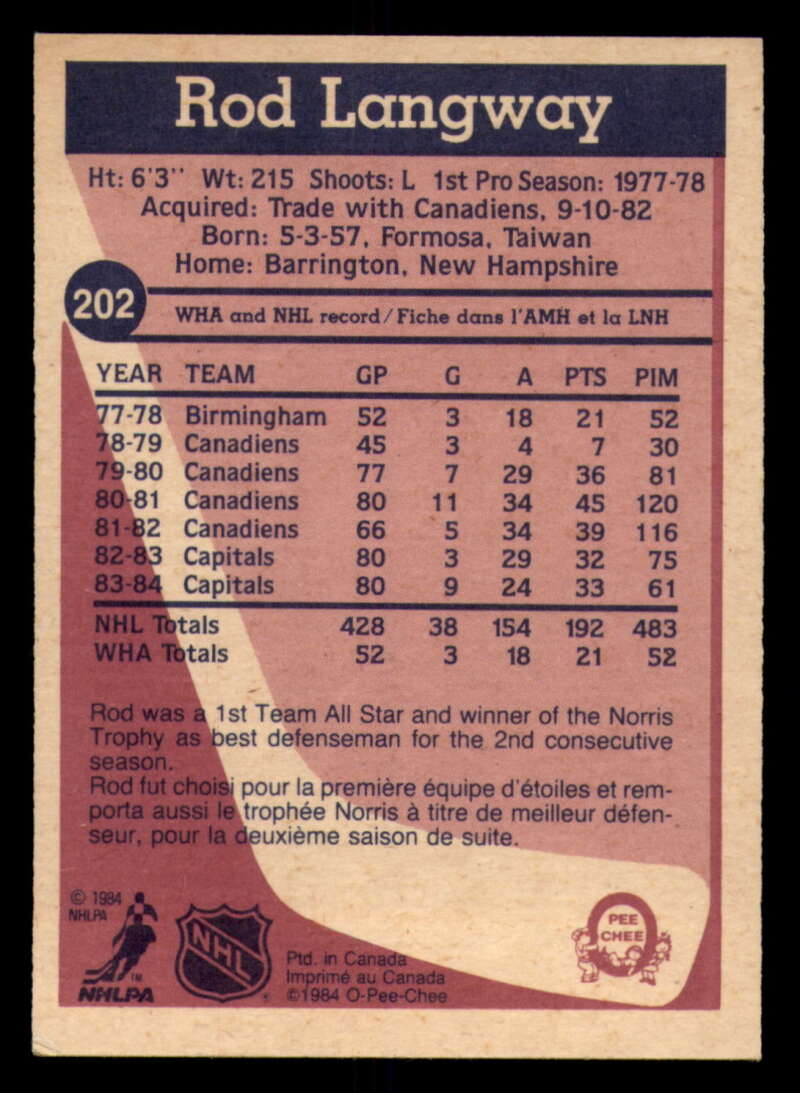 Rod Langway
Ht: 6'3'' Wt: 215 Shoots: L 1st Pro Season: 1977-78
Acquired: Trade with Canadiens, 9-10-82
Born: 5-3-57, Formosa, Taiwan
Home: Barrington, New Hampshire
202
WHA and NHL record/Fiche dans l'AMH et la LNH
YEAR TEAM GP G A PTS PIM
77-78 Birmingham 52 3 18 21 52
78-79 Canadiens 45 3 4 7 30
79-80 Canadiens 77 7 29 36 81
80-81 Canadiens 80 11 34 45 120
81-82 Canadiens 66 5 34 39 116
82-83 Capitals 80 3 29 32 75
83-84 Capitals 80 9 24 33 61
NHL Totals 428 38 154 192 483
WHA Totals 52 3 18 21 52
Rod was a 1st Team All Star and winner of the Norris
Trophy as best defenseman for the 2nd consecutive
season.
Rod fut choisi pour la première équipe d'étoiles et rem-
porta aussi le trophée Norris à titre de meilleur défen-
seur, pour la deuxième saison de suite.
© 1984
NHLPA
TM
NHLPA
NHL
®
Ptd. in Canada
Imprimé au Canada
©1984 O-Pee-Chee
PEE
CHEE